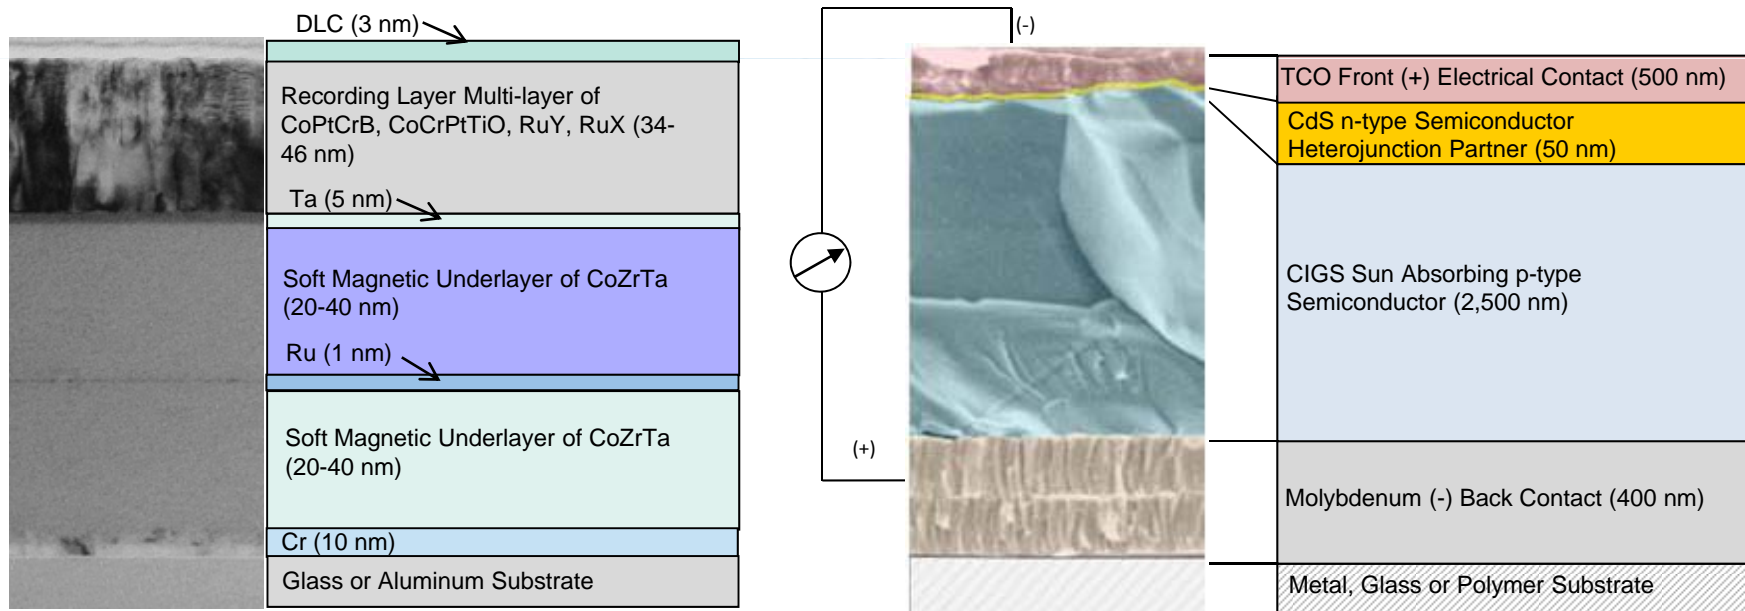 DLC (3 nm)
Recording Layer Multi-layer of
CoPtCrB, CoCrPtTiO, RuY, RuX (34-
46 nm)
Ta (5 nm)
Soft Magnetic Underlayer of CoZrTa
(20-40 nm)
Ru (1 nm)
Soft Magnetic Underlayer of CoZrTa
(20-40 nm)
Cr (10 nm)
Glass or Aluminum Substrate
(-)
(+)
TCO Front (+) Electrical Contact (500 nm)
CdS n-type Semiconductor
Heterojunction Partner (50 nm)
CIGS Sun Absorbing p-type
Semiconductor (2,500 nm)
Molybdenum (-) Back Contact (400 nm)
Metal, Glass or Polymer Substrate